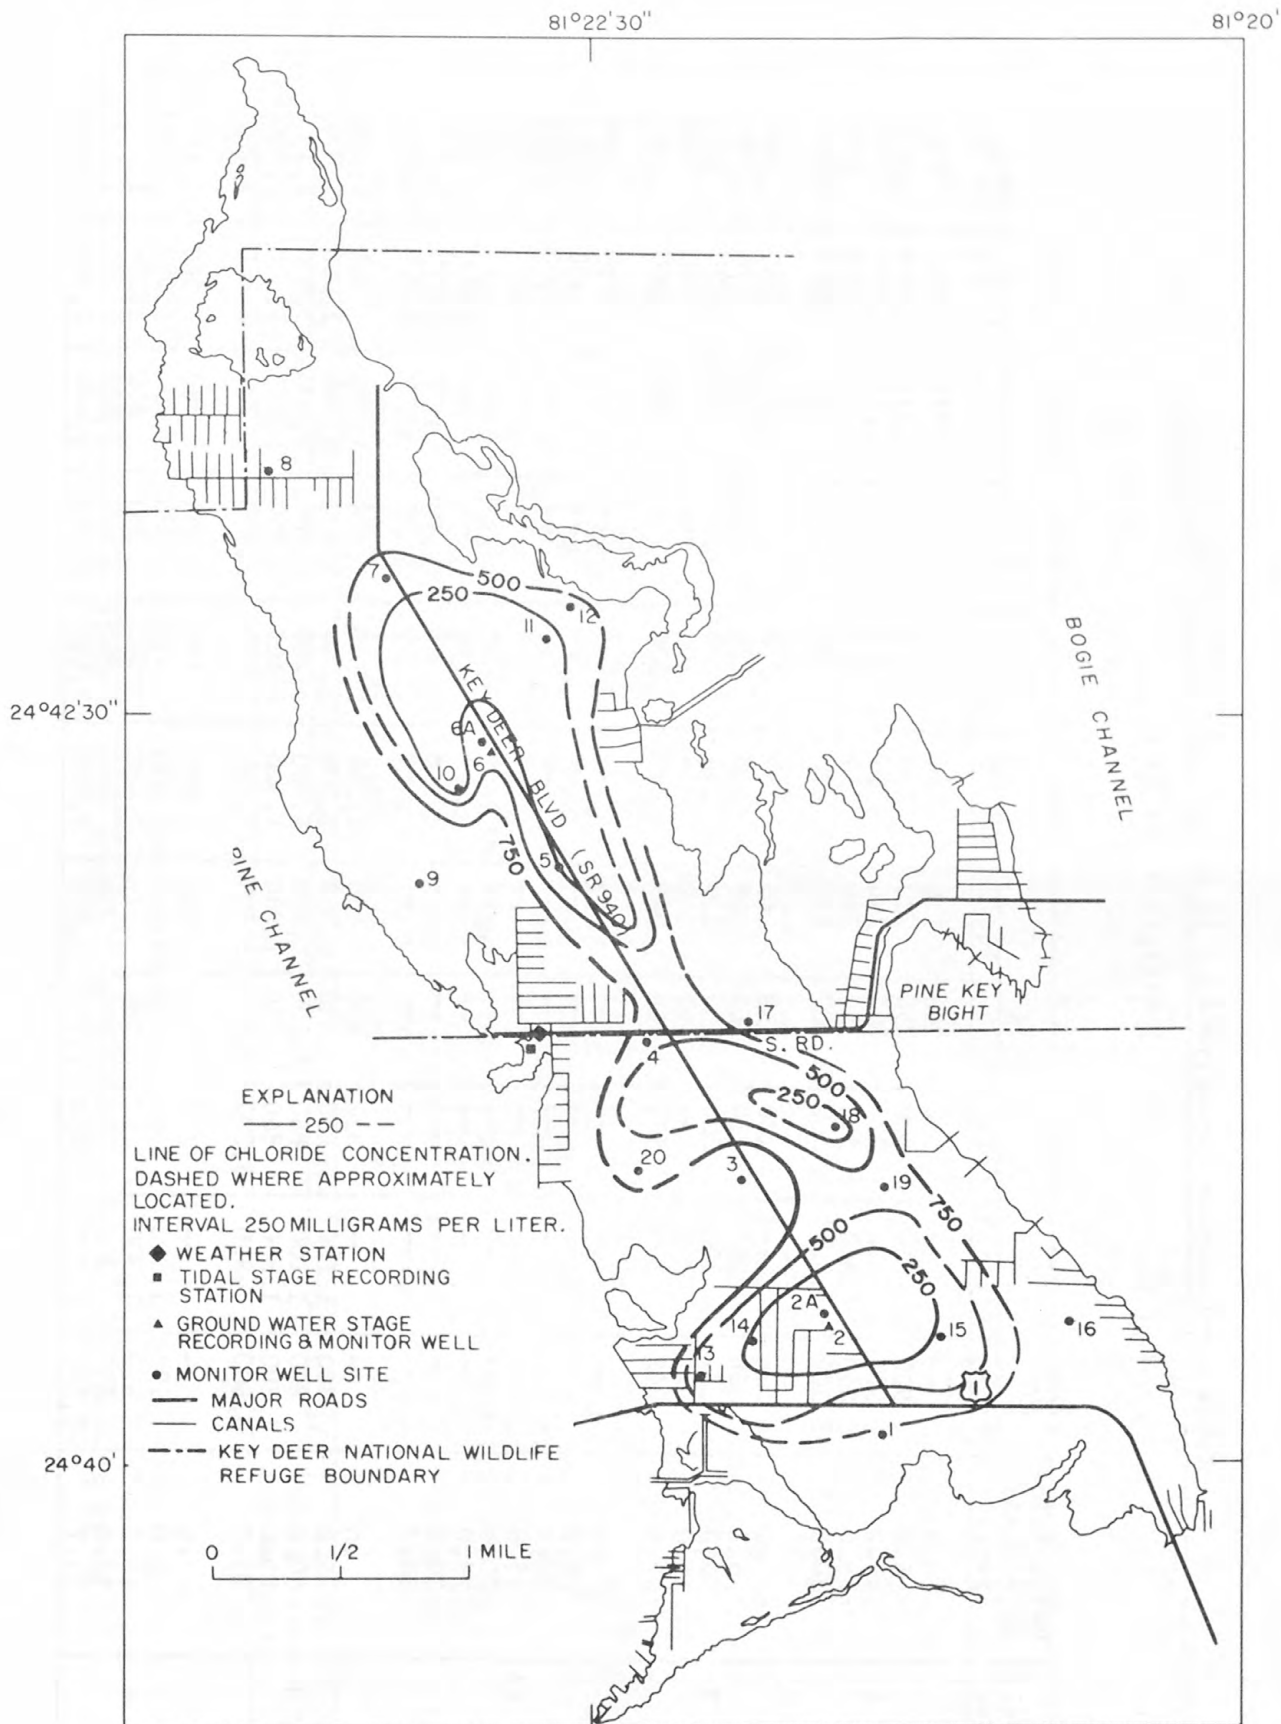 81°22'30"
81°20'
8
7
500
250
12
11
BOGIE CHANNEL
24°42'30"
KEY DEER BLVD (SR940)
6A
6
10
750
5
9
PINE CHANNEL
PINE KEY
BIGHT
17
S. RD.
4
500
250
18
20
3
19
750
500
250
2A
2
14
15
16
13
1
1
EXPLANATION
250
LINE OF CHLORIDE CONCENTRATION.
DASHED WHERE APPROXIMATELY
LOCATED.
INTERVAL 250 MILLIGRAMS PER LITER.
WEATHER STATION
TIDAL STAGE RECORDING
STATION
GROUND WATER STAGE
RECORDING & MONITOR WELL
MONITOR WELL SITE
MAJOR ROADS
CANALS
KEY DEER NATIONAL WILDLIFE
REFUGE BOUNDARY
24°40'
0 1/2 1 MILE